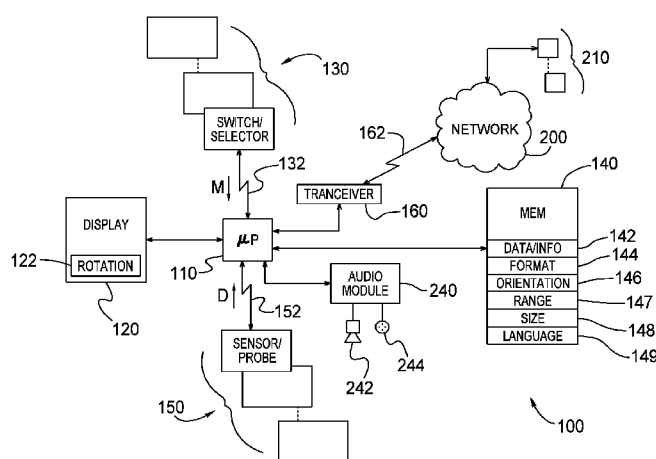 130
210
SWITCH/
SELECTOR
NETWORK
162
200
M
132
140
TRANCEIVER
160
MEM
DISPLAY
μP
DATA/INFO
142
FORMAT
144
122
ROTATION
110
AUDIO
MODULE
240
ORIENTATION
146
RANGE
147
D
152
SIZE
148
120
LANGUAGE
149
SENSOR/
PROBE
242
244
150
100